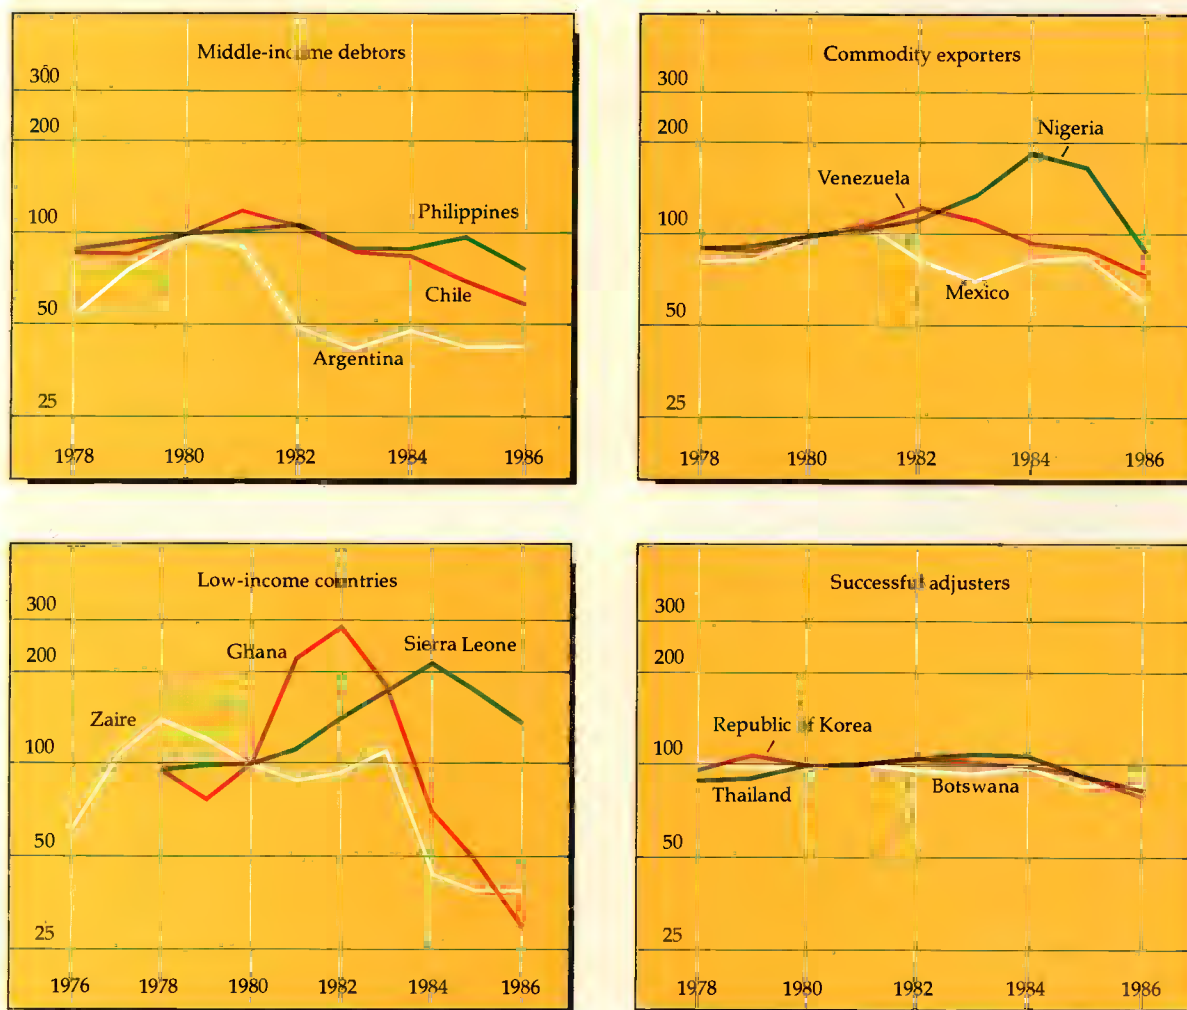 Middle-income debtors
300
200
100
50
25
Philippines
Chile
Argentina
1978 1980 1982 1984 1986
Commodity exporters
300
200
100
50
25
Nigeria
Venezuela
Mexico
1978 1980 1982 1984 1986
Low-income countries
300
200
100
50
25
Ghana
Sierra Leone
Zaire
1976 1978 1980 1982 1984 1986
Successful adjusters
300
200
100
50
25
Republic of Korea
Thailand
Botswana
1978 1980 1982 1984 1986